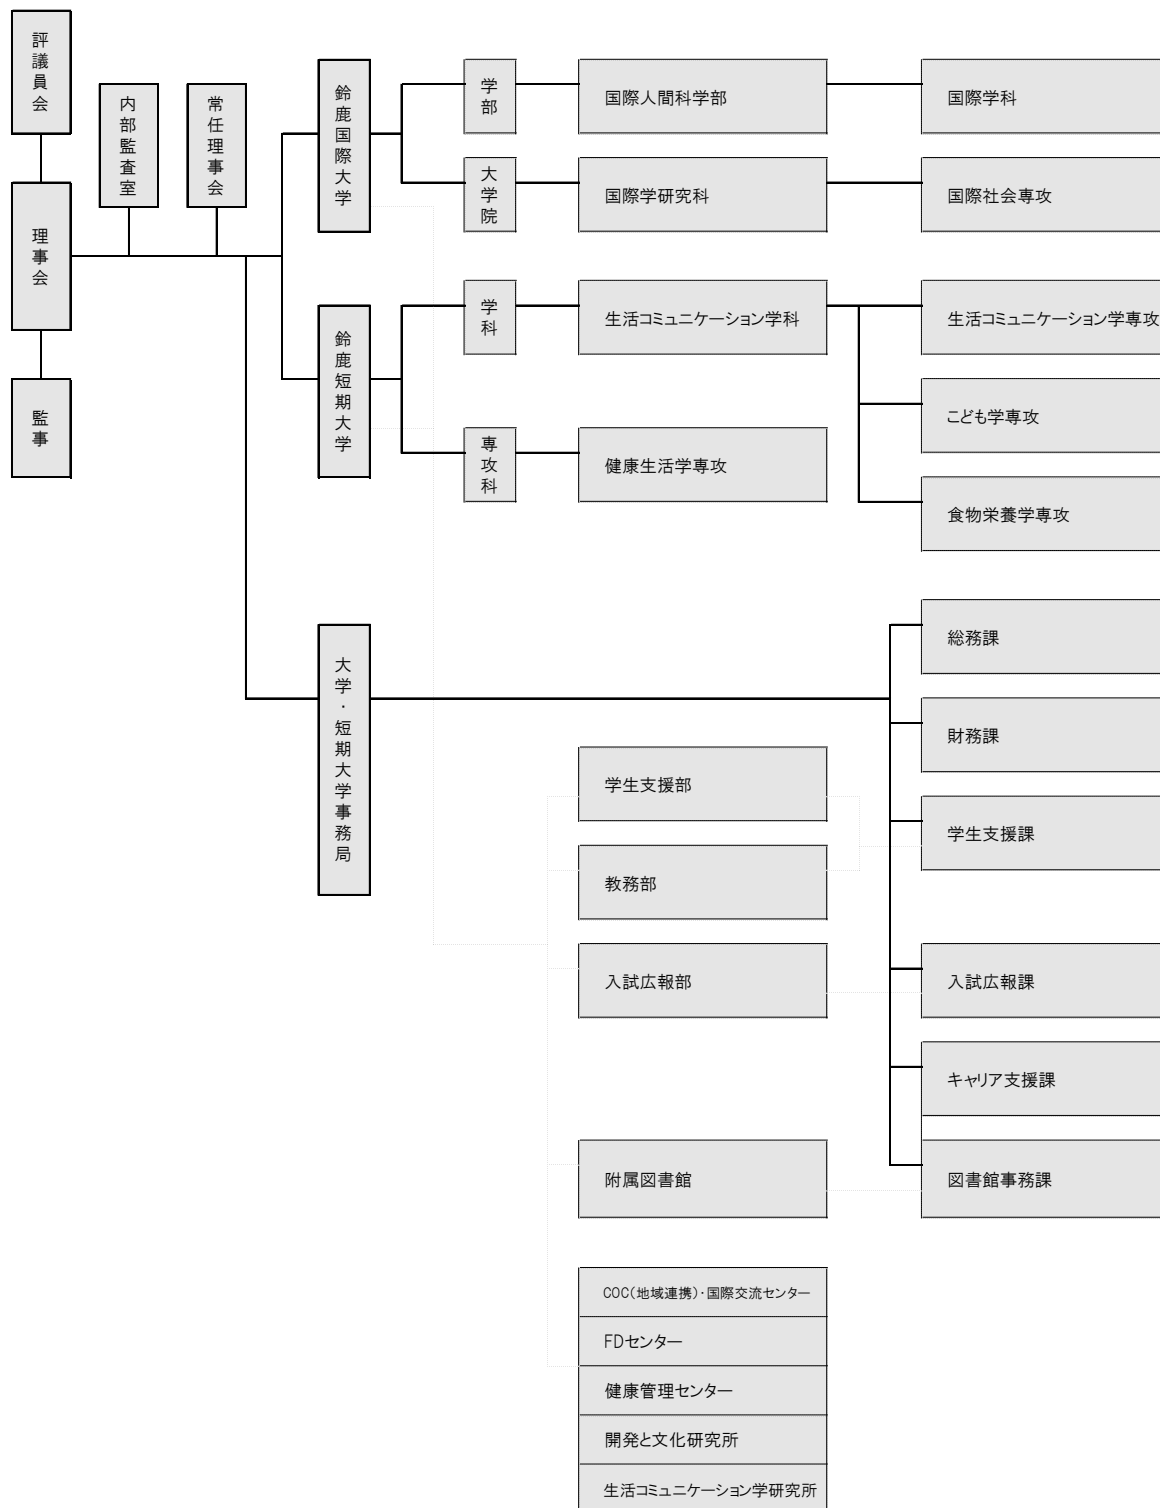 評議員会
理事会
監事
内部監査室
常任理事会
鈴鹿国際大学
学部
国際人間科学部
国際学科
大学院
国際学研究科
国際社会専攻
鈴鹿短期大学
学科
生活コミュニケーション学科
生活コミュニケーション学専攻
こども学専攻
食物栄養学専攻
専攻科
健康生活学専攻
大学・短期大学事務局
総務課
財務課
学生支援部
学生支援課
教務部
入試広報部
入試広報課
キャリア支援課
附属図書館
図書館事務課
COC(地域連携)・国際交流センター
FDセンター
健康管理センター
開発と文化研究所
生活コミュニケーション学研究所